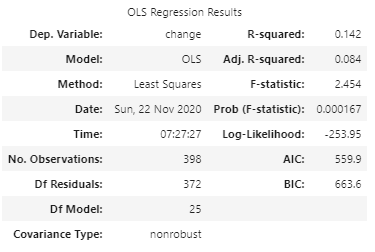 OLS Regression Results
Dep. Variable: change R-squared: 0.142
Model: OLS Adj. R-squared: 0.084
Method: Least Squares F-statistic: 2.454
Date: Sun, 22 Nov 2020 Prob (F-statistic): 0.000167
Time: 07:27:27 Log-Likelihood: -253.95
No. Observations: 398 AIC: 559.9
Df Residuals: 372 BIC: 663.6
Df Model: 25
Covariance Type: nonrobust